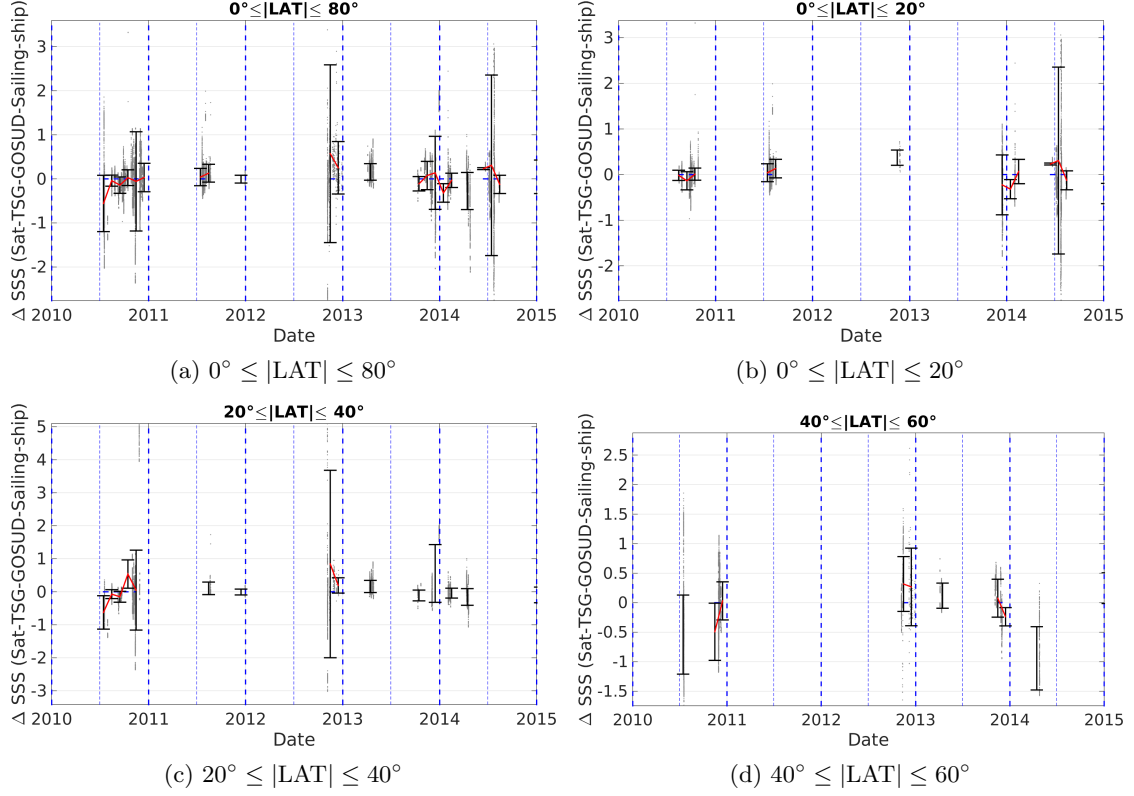 0°≤|LAT|≤ 80°
Δ SSS (Sat-TSG-GOSUD-Sailing-ship)
3
2
1
0
-1
-2
2010 2011 2012 2013 2014 2015
Date
(a) 0° ≤ |LAT| ≤ 80°
0°≤|LAT|≤ 20°
Δ SSS (Sat-TSG-GOSUD-Sailing-ship)
3
2
1
0
-1
-2
2010 2011 2012 2013 2014 2015
Date
(b) 0° ≤ |LAT| ≤ 20°
20°≤|LAT|≤ 40°
Δ SSS (Sat-TSG-GOSUD-Sailing-ship)
5
4
3
2
1
0
-1
-2
-3
2010 2011 2012 2013 2014 2015
Date
(c) 20° ≤ |LAT| ≤ 40°
40°≤|LAT|≤ 60°
Δ SSS (Sat-TSG-GOSUD-Sailing-ship)
2.5
2
1.5
1
0.5
0
-0.5
-1
-1.5
2010 2011 2012 2013 2014 2015
Date
(d) 40° ≤ |LAT| ≤ 60°